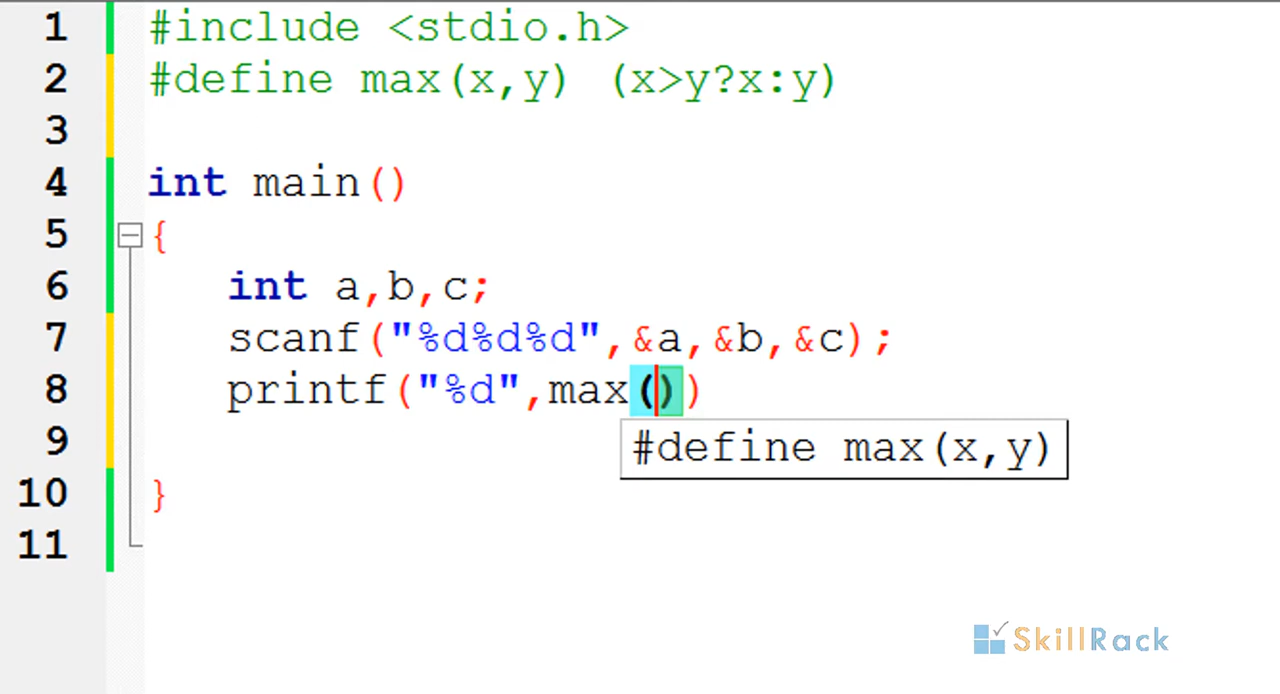 1 #include <stdio.h>
2 #define max(x,y) (x>y?x:y)
3
4 int main()
5 {
6 int a,b,c;
7 scanf("%d%d%d",&a,&b,&c);
8 printf("%d",max())
#define max(x,y)
9
10 }
11
SkillRack